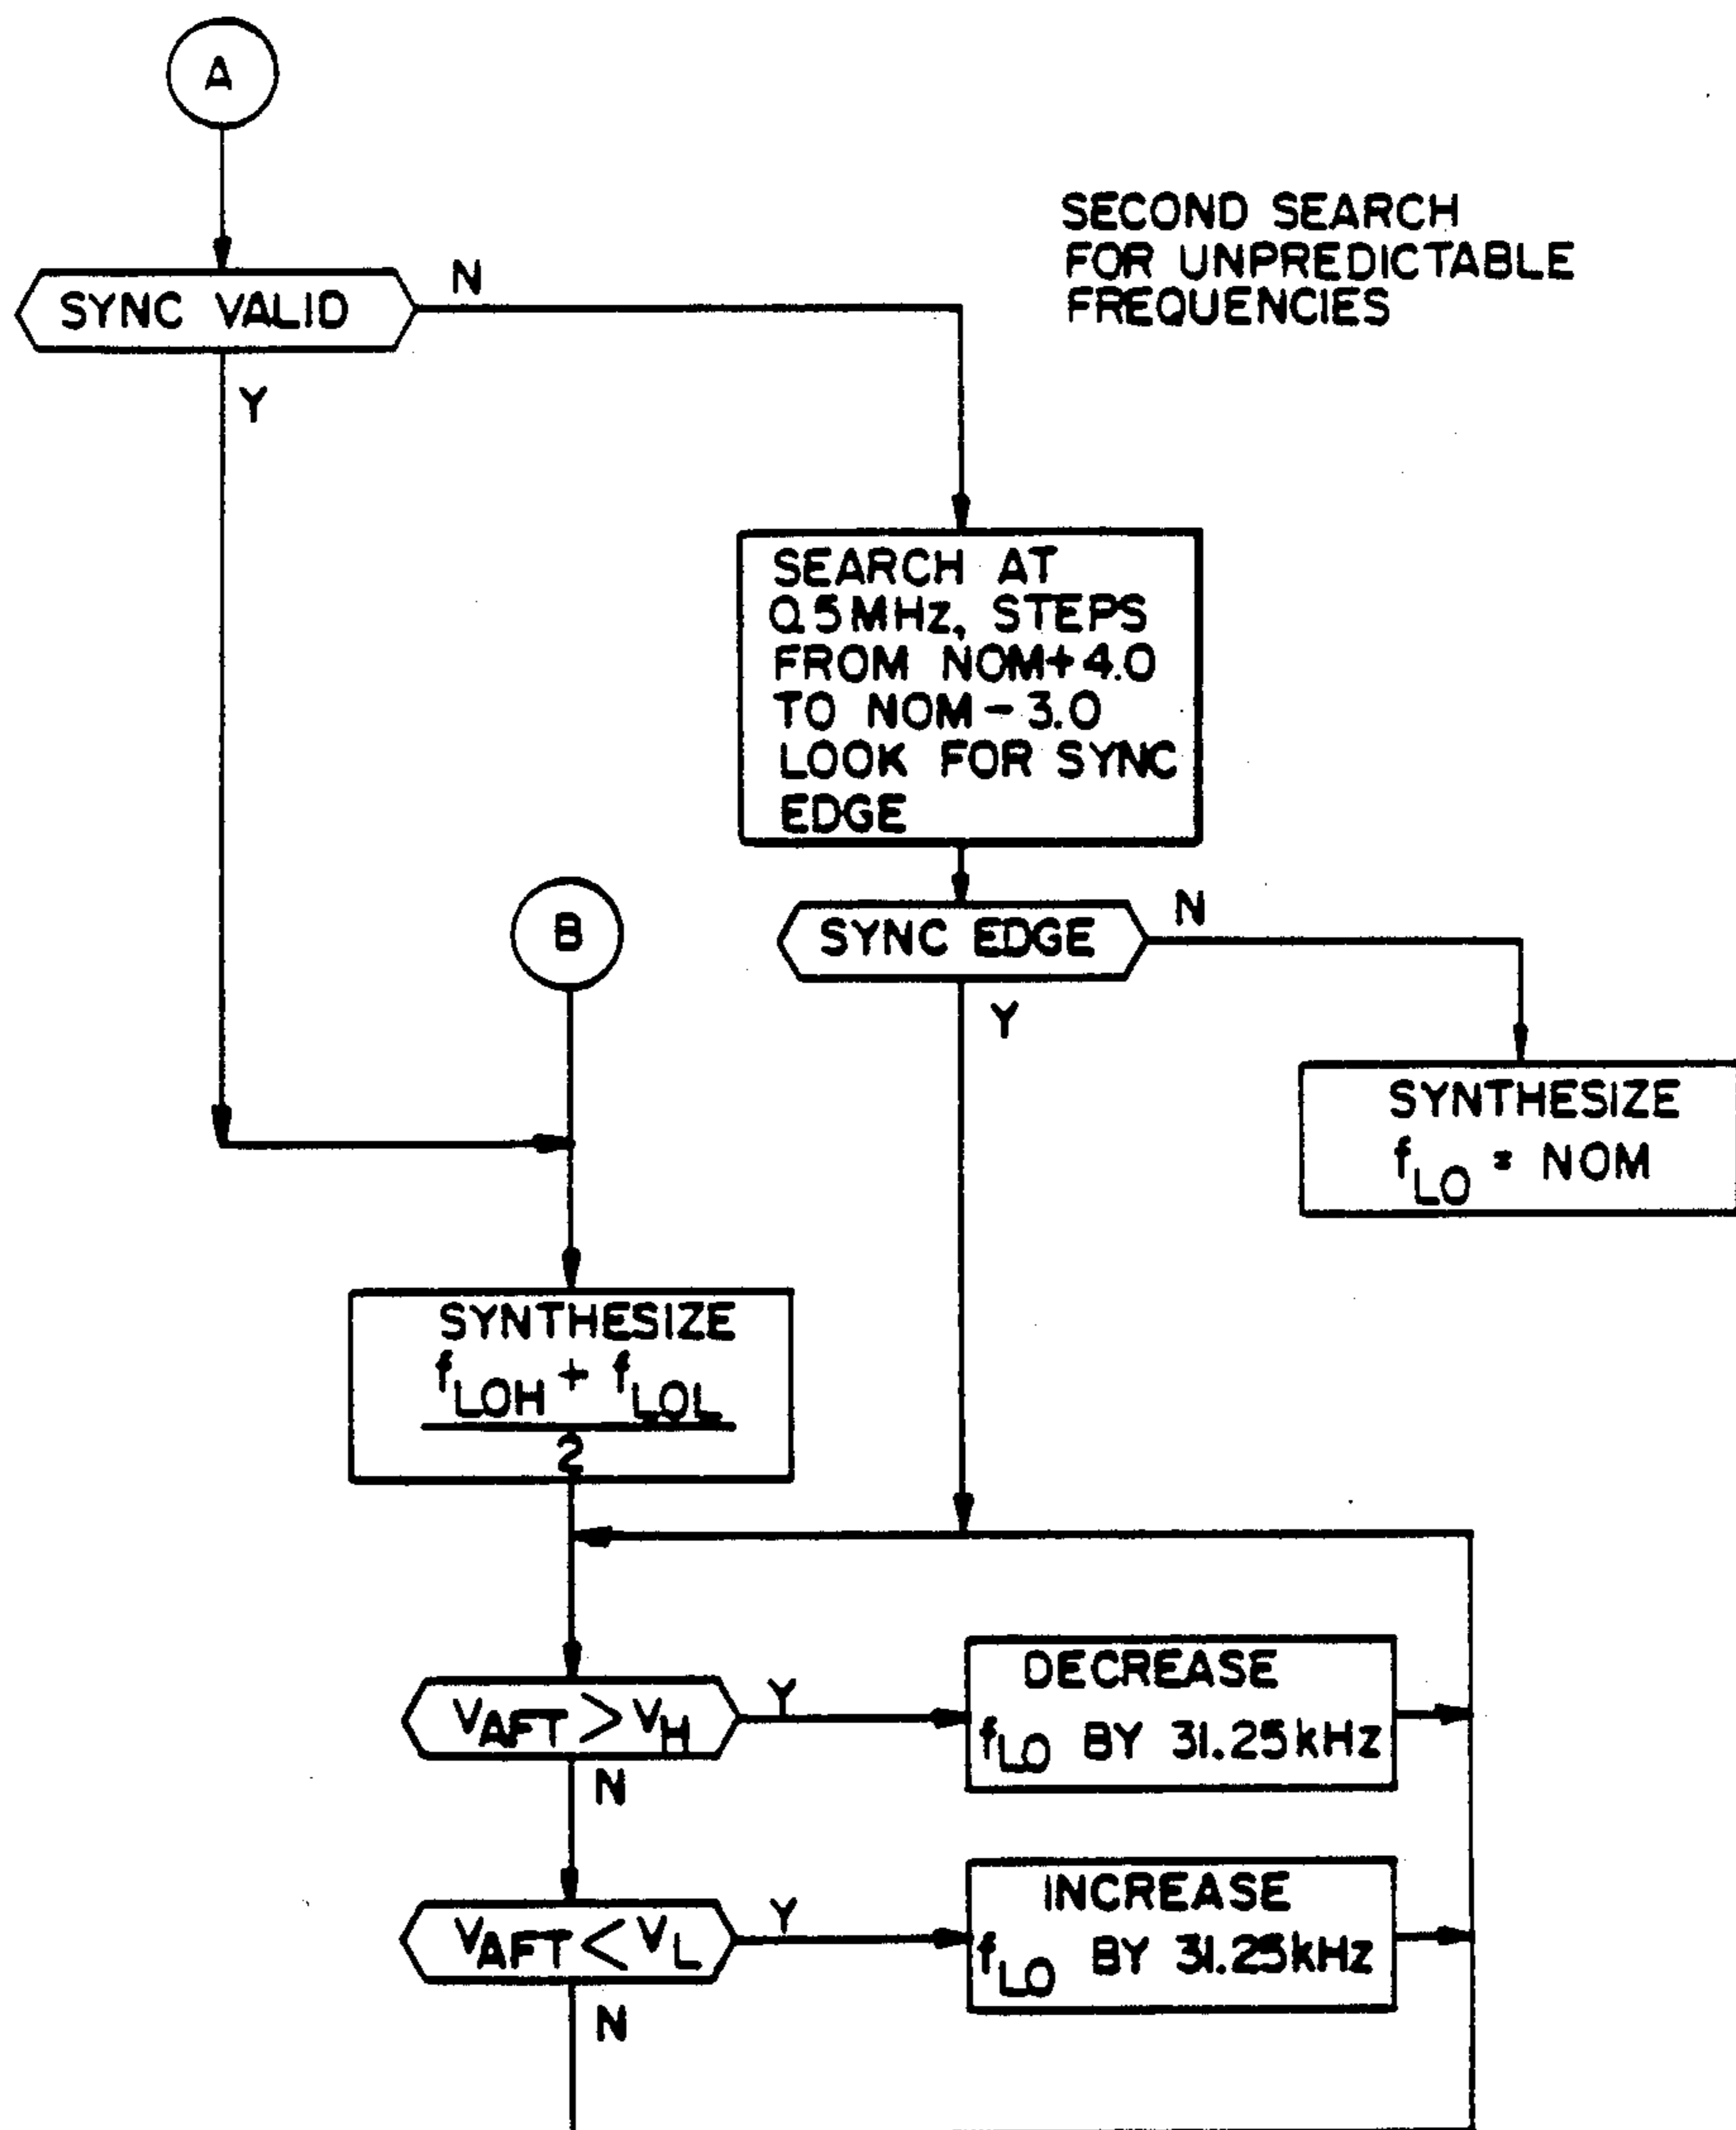 A
SECOND SEARCH
FOR UNPREDICTABLE
FREQUENCIES
SYNC VALID
N
Y
SEARCH AT
0.5MHz, STEPS
FROM NOM+4.0
TO NOM-3.0
LOOK FOR SYNC
EDGE
B
SYNC EDGE
N
Y
SYNTHESIZE
fLO = NOM
SYNTHESIZE
fLOH + fLOL
2
VAFT > VH
Y
N
DECREASE
fLO BY 31.25kHz
VAFT < VL
Y
N
INCREASE
fLO BY 31.25kHz